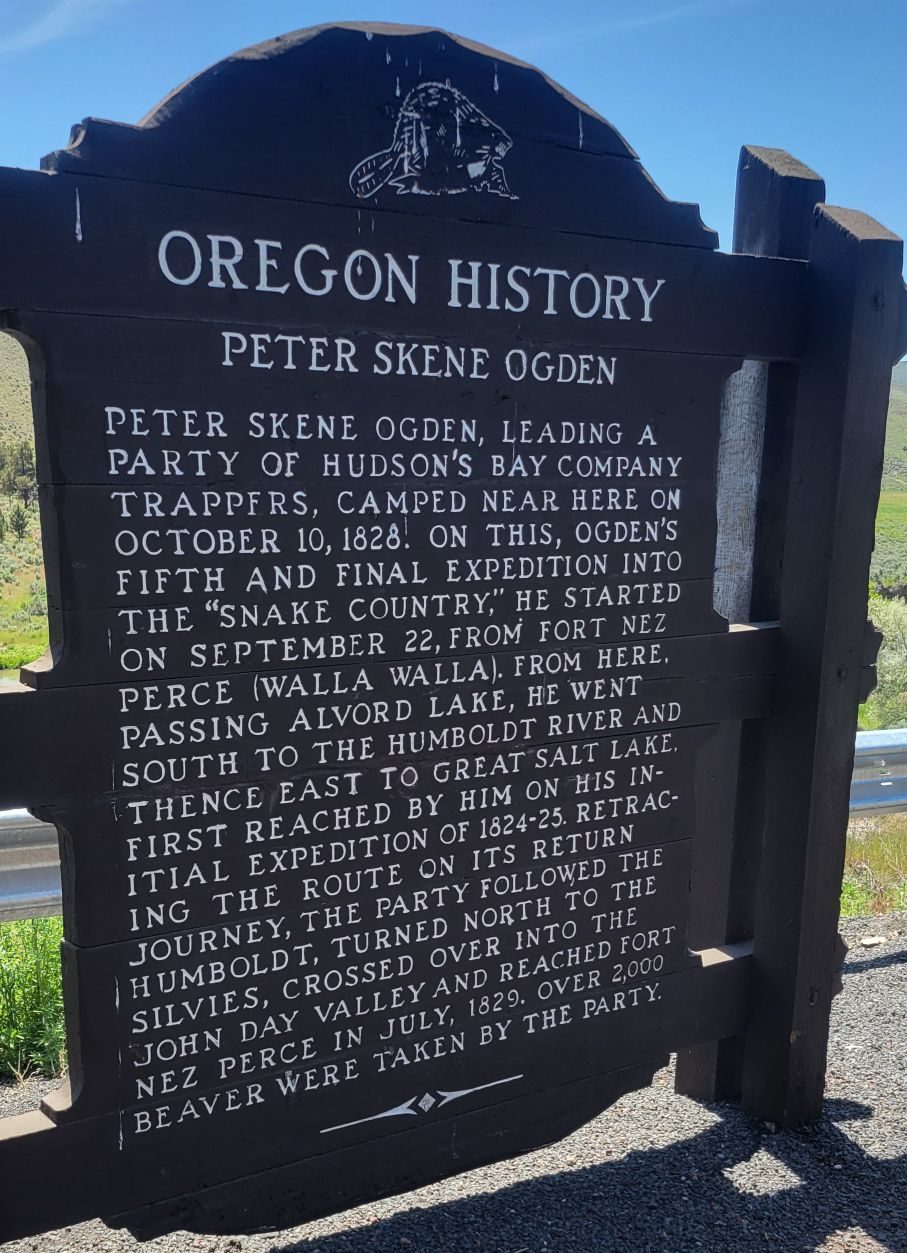 OREGON HISTORY
PETER SKENE OGDEN
PETER SKENE OGDEN, LEADING A
PARTY OF HUDSON'S BAY COMPANY
TRAPPERS, CAMPED NEAR HERE ON
OCTOBER 10, 1828. ON THIS, OGDEN'S
FIFTH AND FINAL EXPEDITION INTO
THE "SNAKE COUNTRY," HE STARTED
ON SEPTEMBER 22, FROM FORT NEZ
PERCE (WALLA WALLA). FROM HERE,
PASSING ALVORD LAKE, HE WENT
SOUTH TO THE HUMBOLDT RIVER AND
THENCE EAST TO GREAT SALT LAKE,
FIRST REACHED BY HIM ON HIS IN-
ITIAL EXPEDITION OF 1824-25. RETRAC-
ING THE ROUTE ON ITS RETURN
JOURNEY, THE PARTY FOLLOWED THE
HUMBOLDT, TURNED NORTH TO THE
SILVIES, CROSSED OVER INTO THE
JOHN DAY VALLEY AND REACHED FORT
NEZ PERCE IN JULY, 1829. OVER 2,000
BEAVER WERE TAKEN BY THE PARTY.